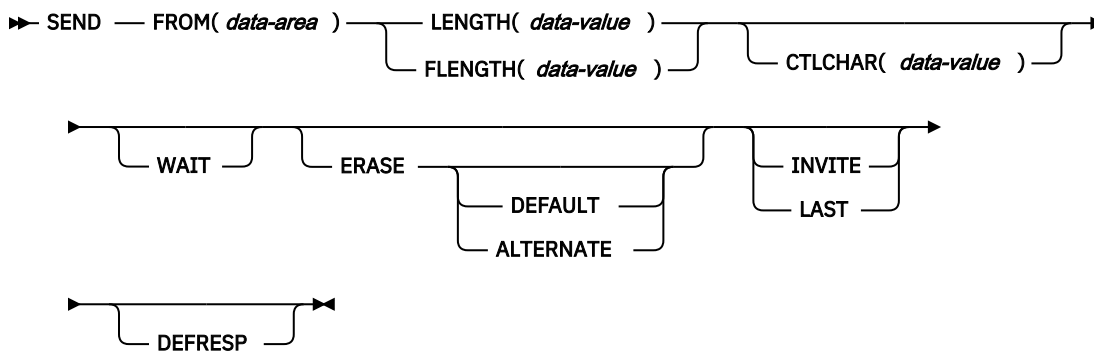 SEND FROM( data-area ) LENGTH( data-value )
FLENGTH( data-value ) CTLCHAR( data-value )
WAIT ERASE INVITE
DEFAULT LAST
ALTERNATE
DEFRESP